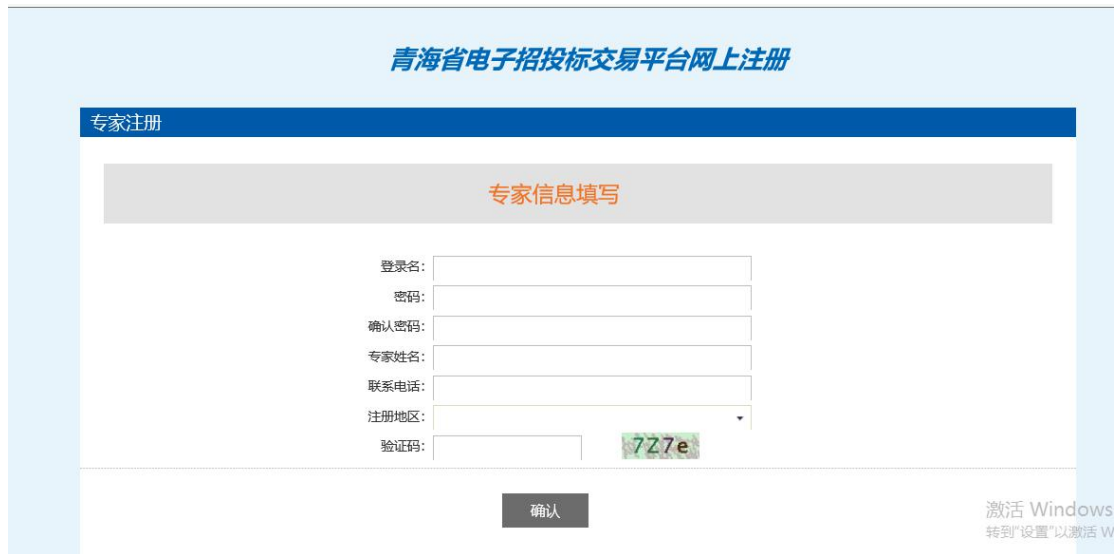 青海省电子招投标交易平台网上注册
专家注册
专家信息填写
登录名：
密码：
确认密码：
专家姓名：
联系电话：
注册地区：
验证码： 7Z7e
确认
激活 Windows
转到"设置"以激活 W